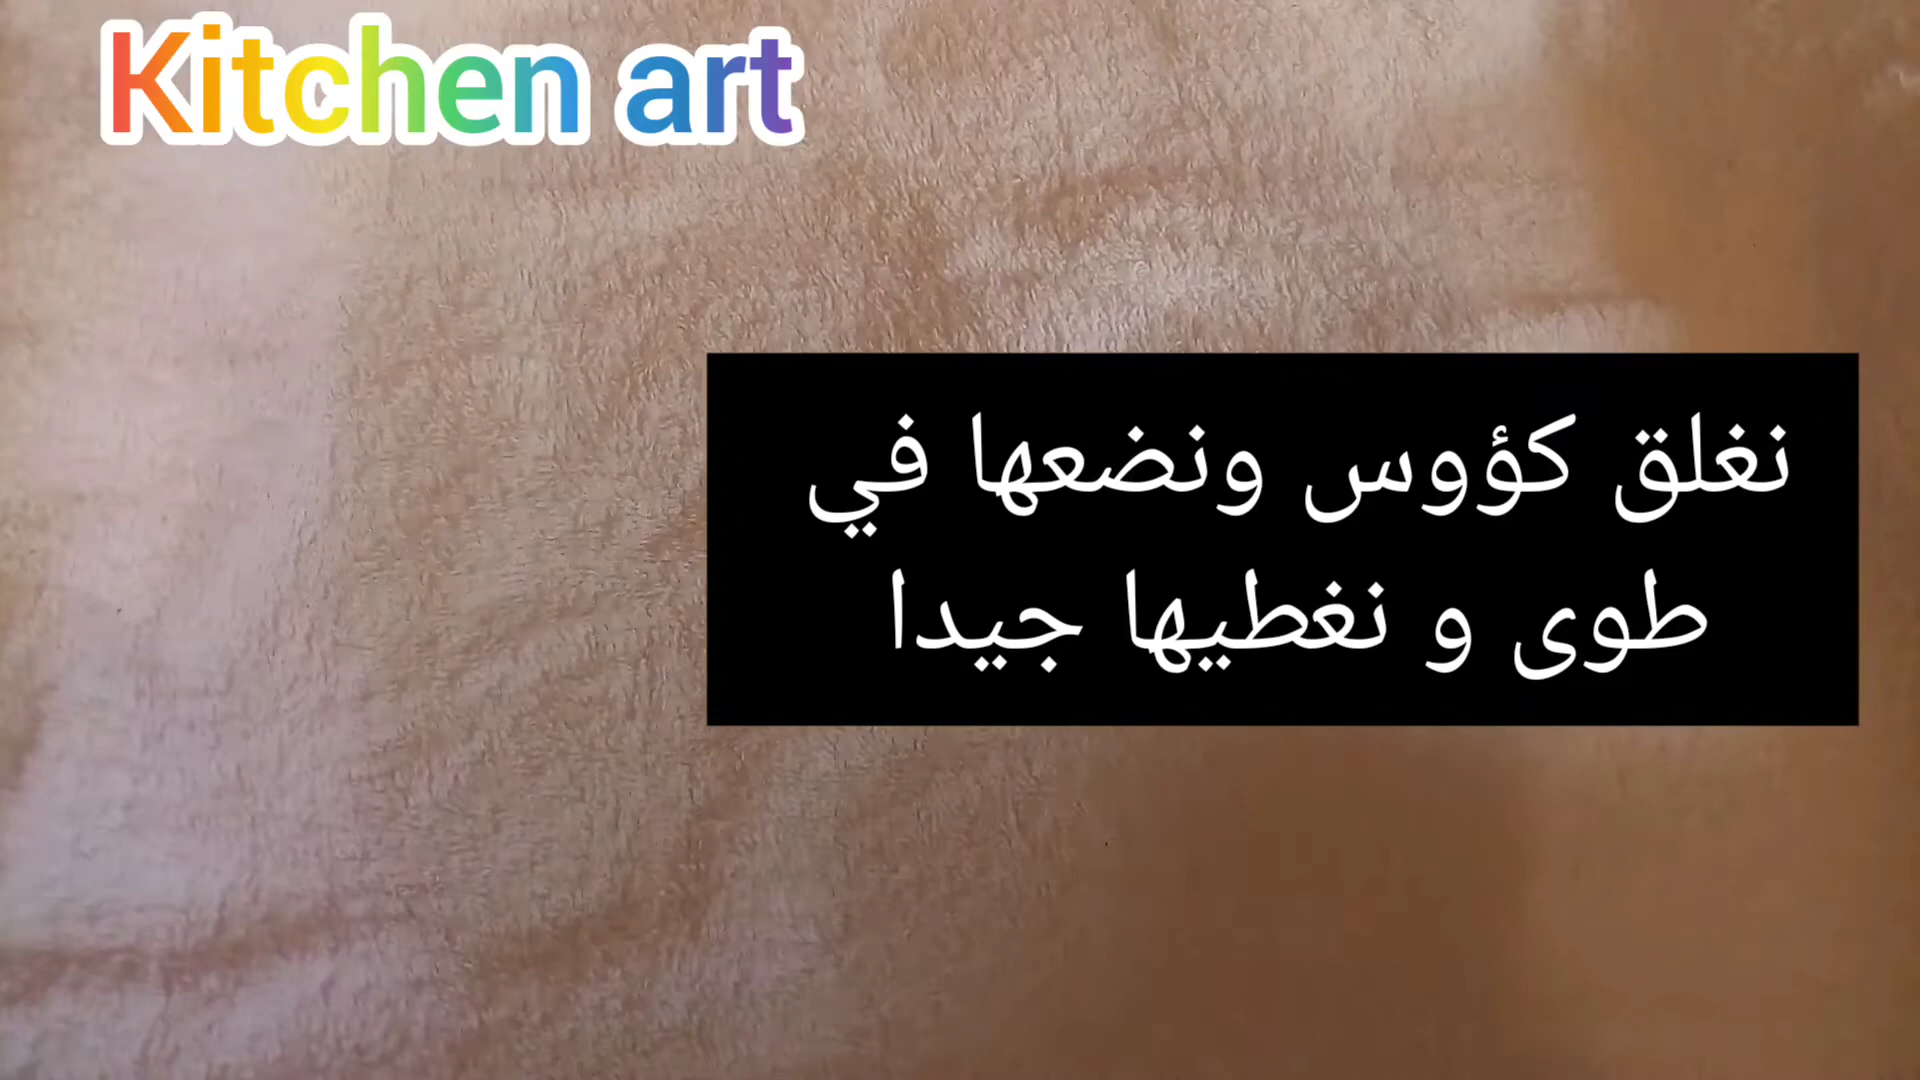 Kitchen art
نغلق كؤوس ونضعها في
طوى و نغطيها جيدا